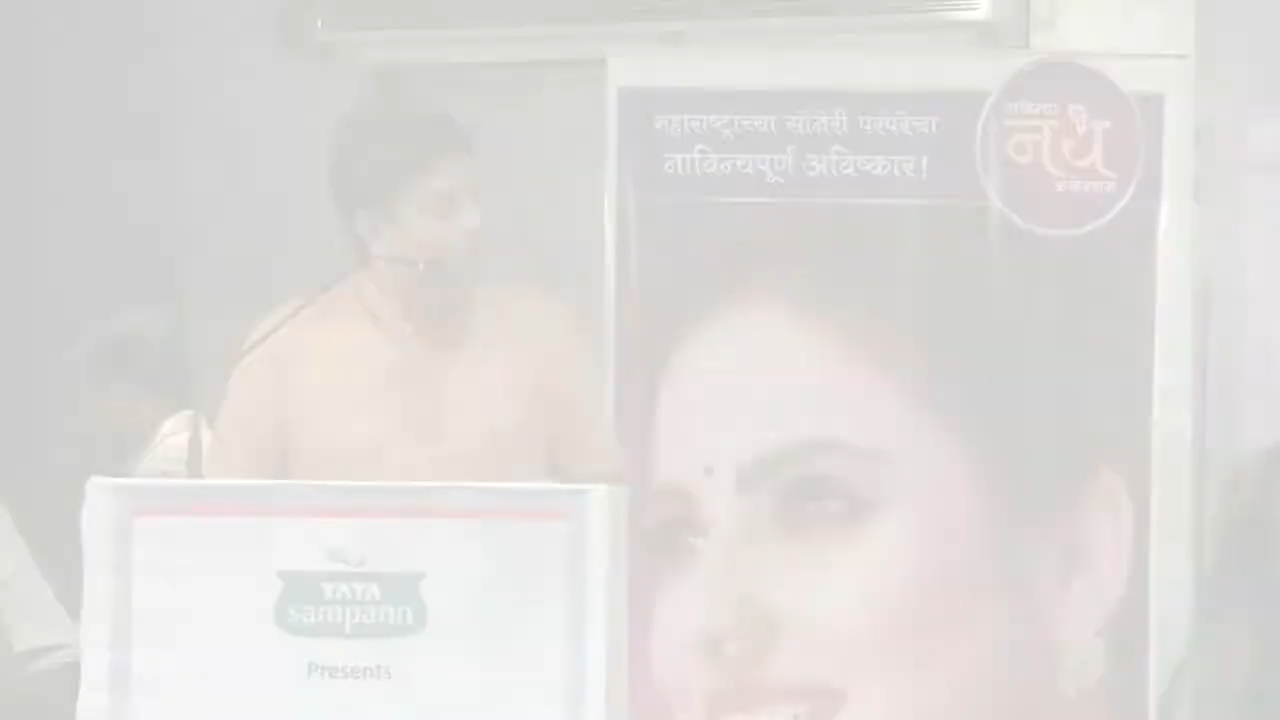 महाराष्ट्राच्या सोनेरी परंपरेचा
नाविन्यपूर्ण अविष्कार!
नथ
TATA
sampann
Presents